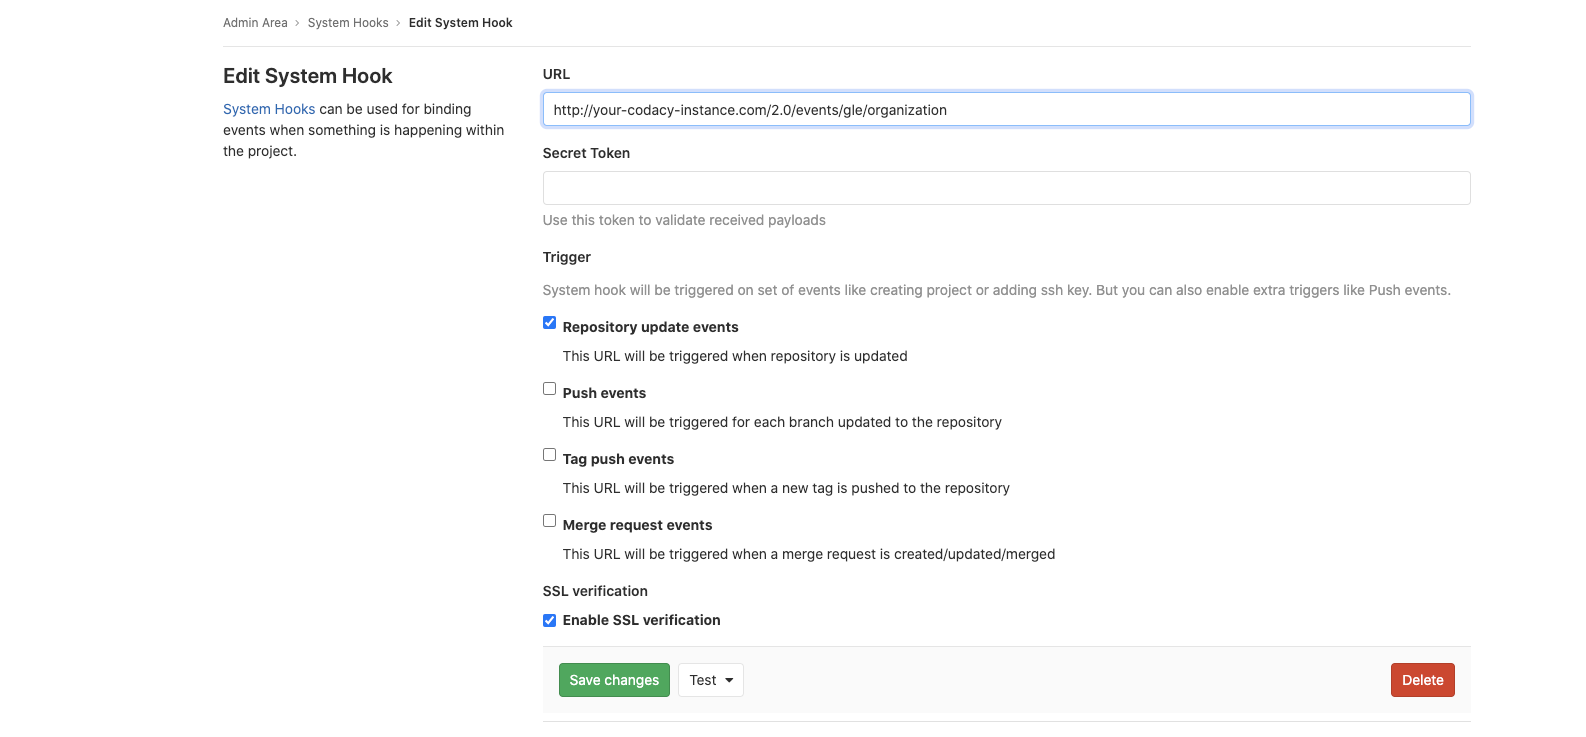 Admin Area > System Hooks > Edit System Hook
Edit System Hook
System Hooks can be used for binding
events when something is happening within
the project.
URL
http://your-codacy-instance.com/2.0/events/gle/organization
Secret Token
Use this token to validate received payloads
Trigger
System hook will be triggered on set of events like creating project or adding ssh key. But you can also enable extra triggers like Push events.
Repository update events
This URL will be triggered when repository is updated
Push events
This URL will be triggered for each branch updated to the repository
Tag push events
This URL will be triggered when a new tag is pushed to the repository
Merge request events
This URL will be triggered when a merge request is created/updated/merged
SSL verification
Enable SSL verification
Save changes Test Delete